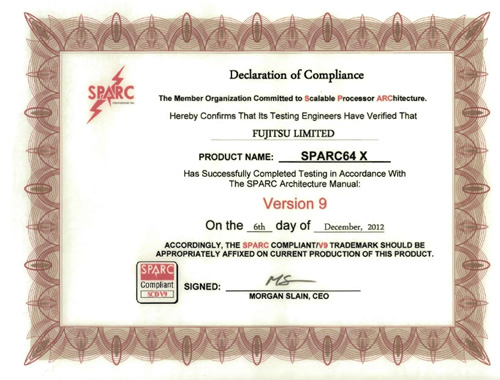 SPARC
International, Inc.
Declaration of Compliance
The Member Organization Committed to Scalable Processor ARChitecture.
Hereby Confirms That Its Testing Engineers Have Verified That
FUJITSU LIMITED
PRODUCT NAME: SPARC64 X
Has Successfully Completed Testing in Accordance With
The SPARC Architecture Manual:
Version 9
On the 6th day of December, 2012
ACCORDINGLY, THE SPARC COMPLIANT/V9 TRADEMARK SHOULD BE
APPROPRIATELY AFFIXED ON CURRENT PRODUCTION OF THIS PRODUCT.
SPARC
Compliant
SCD V9
SIGNED: MS
MORGAN SLAIN, CEO